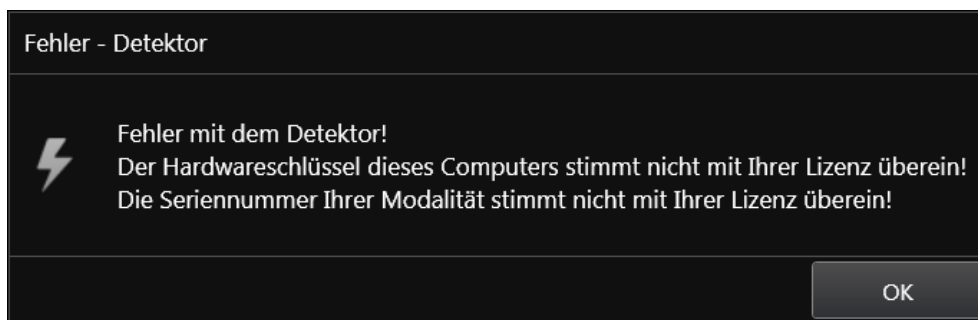 Fehler - Detektor
Fehler mit dem Detektor!
Der Hardwareschlüssel dieses Computers stimmt nicht mit Ihrer Lizenz überein!
Die Seriennummer Ihrer Modalität stimmt nicht mit Ihrer Lizenz überein!
OK